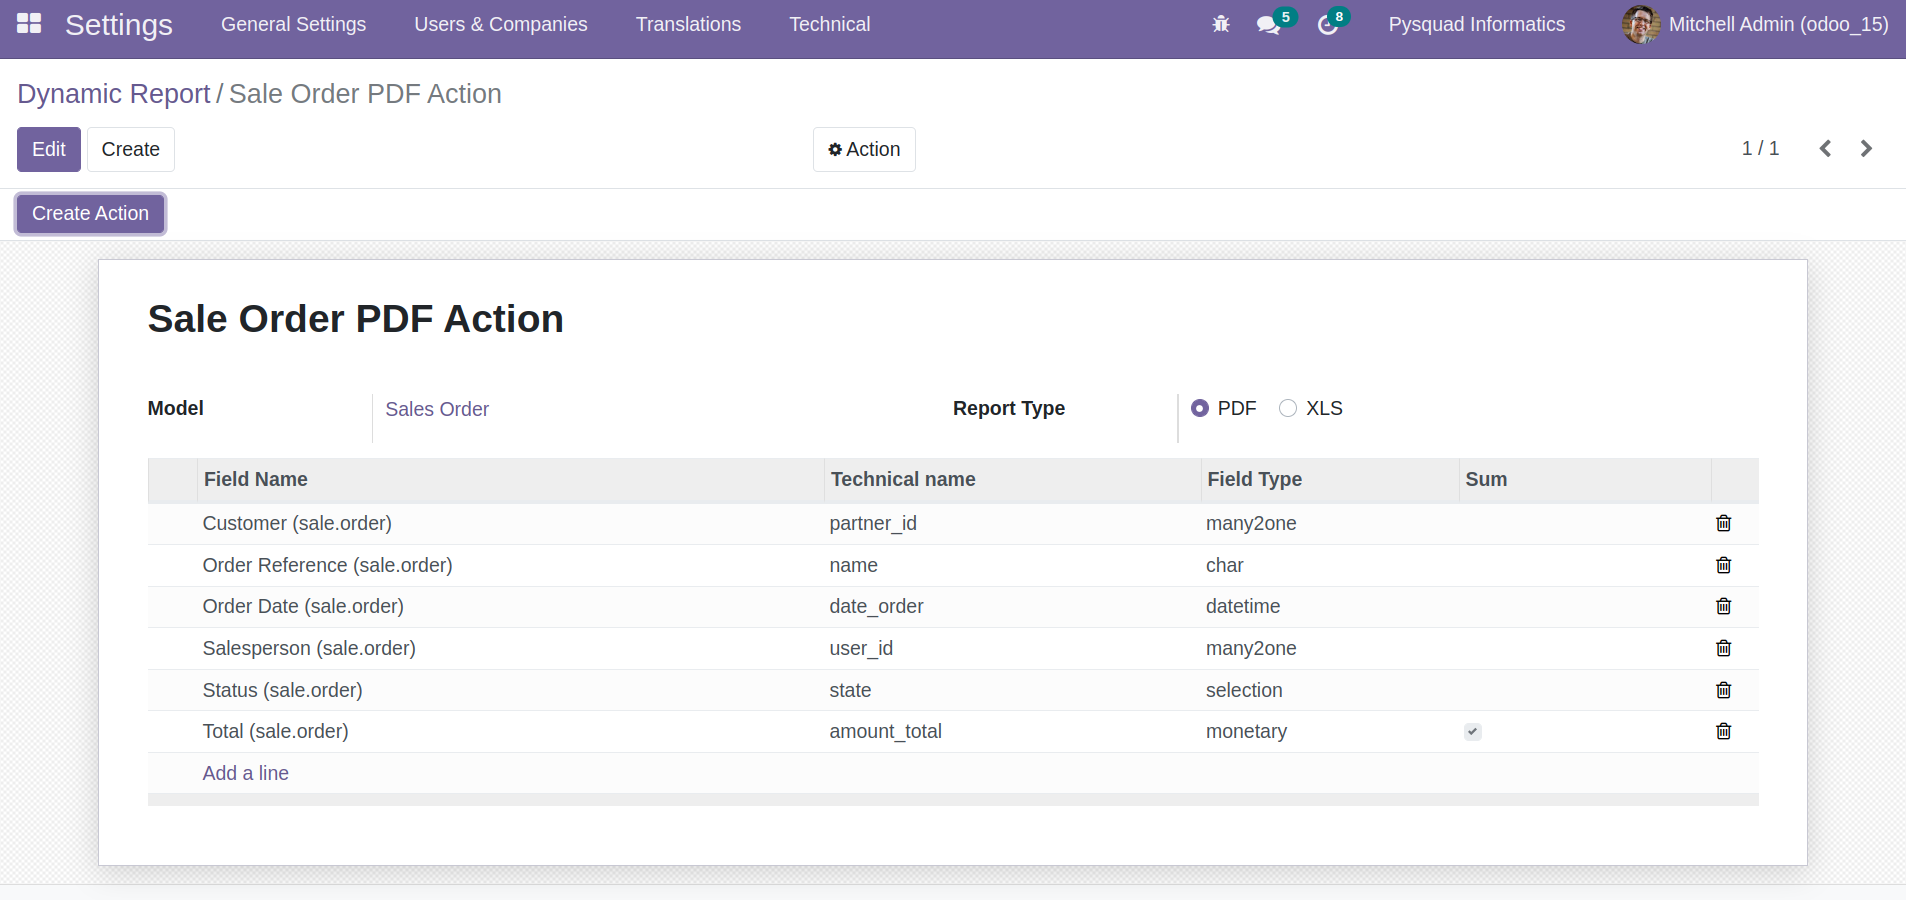 Settings General Settings Users & Companies Translations Technical 5 8 Pysquad Informatics Mitchell Admin (odoo_15)
Dynamic Report / Sale Order PDF Action
Edit Create Action 1 / 1
Create Action
Sale Order PDF Action
Model Sales Order Report Type PDF XLS
Field Name Technical name Field Type Sum
Customer (sale.order) partner_id many2one
Order Reference (sale.order) name char
Order Date (sale.order) date_order datetime
Salesperson (sale.order) user_id many2one
Status (sale.order) state selection
Total (sale.order) amount_total monetary
Add a line